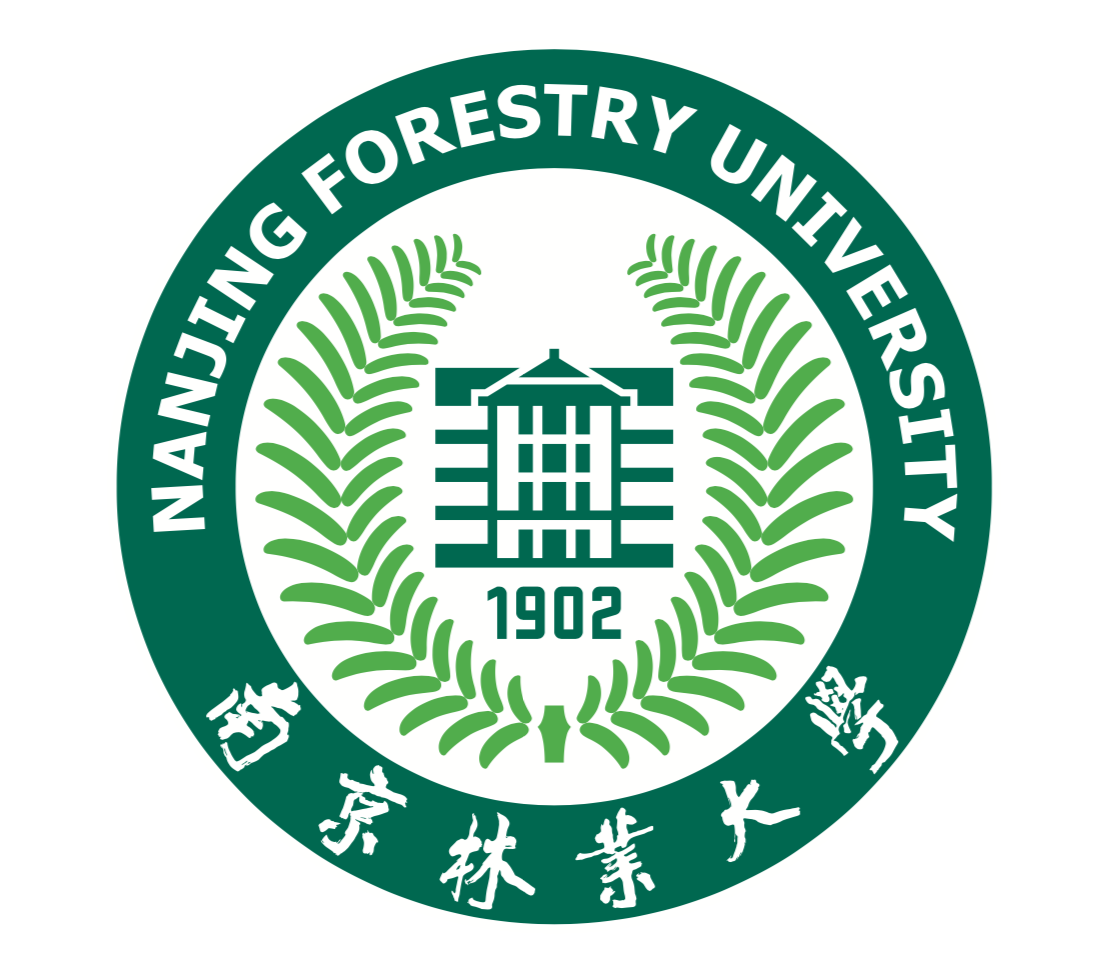 NANJING FORESTRY UNIVERSITY
1902
南京林業大學